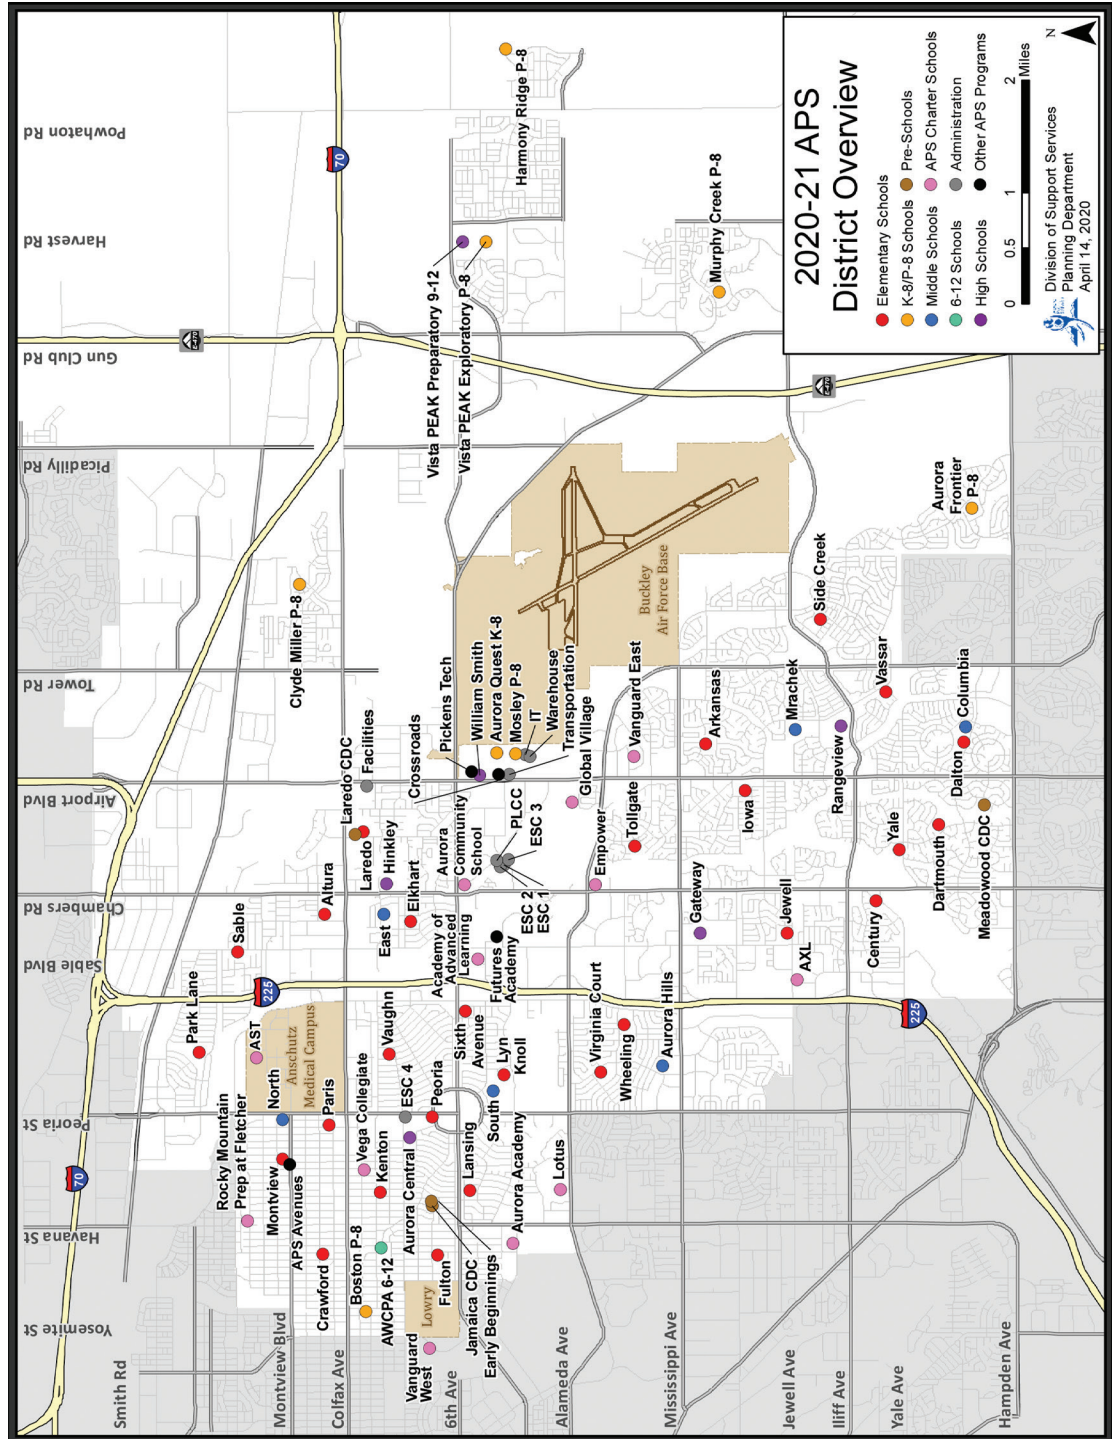 2020-21 APS
District Overview
Elementary Schools
K-8/P-8 Schools
Middle Schools
6-12 Schools
High Schools
Pre-Schools
APS Charter Schools
Administration
Other APS Programs
0 0.5 1 2
Miles
N
Division of Support Services
Planning Department
April 14, 2020
Yosemite St
Havana St
Peoria St
Sable Blvd
Chambers Rd
Airport Blvd
Tower Rd
Picadilly Rd
Gun Club Rd
Harvest Rd
Powhaton Rd
Smith Rd
Montview Blvd
Colfax Ave
6th Ave
Alameda Ave
Mississippi Ave
Jewell Ave
Iliff Ave
Yale Ave
Hampden Ave
70
70
225
225
Park Lane
Sable
AST
Anschutz
Medical Campus
Rocky Mountain
Prep at Fletcher
North
Montview
APS Avenues
Paris
Altura
Crawford
Clyde Miller P-8
Laredo CDC
Facilities
Laredo
Hinkley
East
Elkhart
Vaughn
Vega Collegiate
Kenton
Boston P-8
AWCPA 6-12
ESC 4
Aurora Central
Peoria
Fulton
Lowry
Vanguard
West
Jamaica CDC
Early Beginnings
Lansing
Sixth
Avenue
South
Lyn
Knoll
Aurora Academy
Lotus
Academy of
Advanced
Learning
Futures
Academy
Aurora
Community
School
ESC 2
ESC 1
PLCC
ESC 3
Crossroads
Pickens Tech
William Smith
Aurora Quest K-8
Mosley P-8
IT
Warehouse
Transportation
Global Village
Empower
Buckley
Air Force Base
Vista PEAK Preparatory 9-12
Vista PEAK Exploratory P-8
Harmony Ridge P-8
Murphy Creek P-8
Virginia Court
Wheeling
Aurora Hills
Tollgate
Vanguard East
Gateway
Arkansas
Iowa
Jewell
AXL
Mrachek
Side Creek
Rangeview
Century
Yale
Vassar
Dartmouth
Dalton
Columbia
Meadowood CDC
Aurora
Frontier
P-8